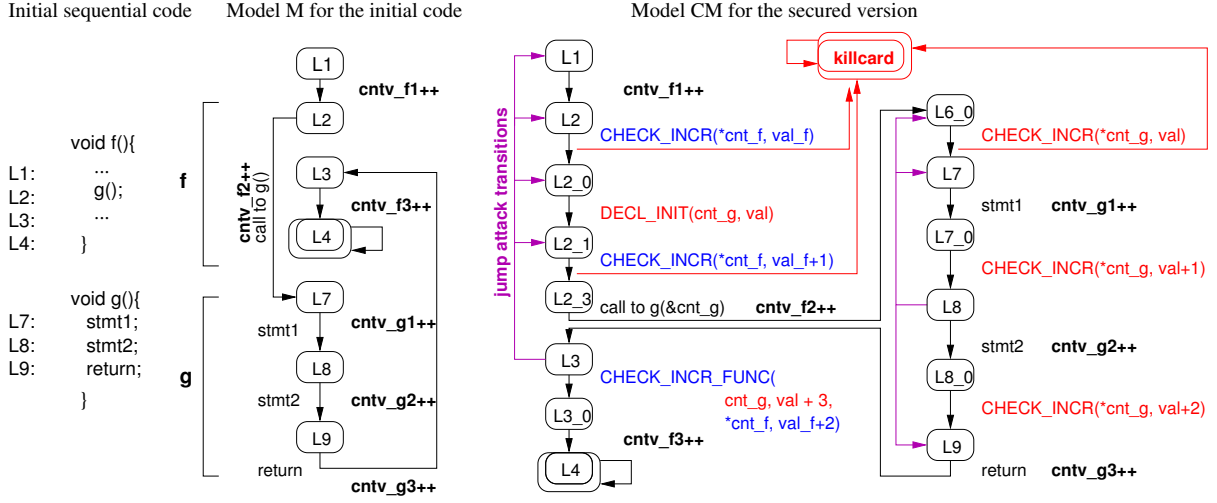 Initial sequential code
Model M for the initial code
Model CM for the secured version
void f(){
L1: ...
L2: g();
L3: ...
L4: }
void g(){
L7: stmt1;
L8: stmt2;
L9: return;
}
f
g
L1
cntv_f1++
L2
cntv_f2++
call to g()
L3
cntv_f3++
L4
L7
stmt1 cntv_g1++
L8
stmt2 cntv_g2++
L9
return
cntv_g3++
jump attack transitions
L1
cntv_f1++
L2
CHECK_INCR(*cnt_f, val_f)
L2_0
DECL_INIT(cnt_g, val)
L2_1
CHECK_INCR(*cnt_f, val_f+1)
L2_3
call to g(&cnt_g) cntv_f2++
L3
CHECK_INCR_FUNC(
cnt_g, val + 3,
*cnt_f, val_f+2)
L3_0
cntv_f3++
L4
killcard
L6_0
CHECK_INCR(*cnt_g, val)
L7
stmt1 cntv_g1++
L7_0
CHECK_INCR(*cnt_g, val+1)
L8
stmt2 cntv_g2++
L8_0
CHECK_INCR(*cnt_g, val+2)
L9
return cntv_g3++